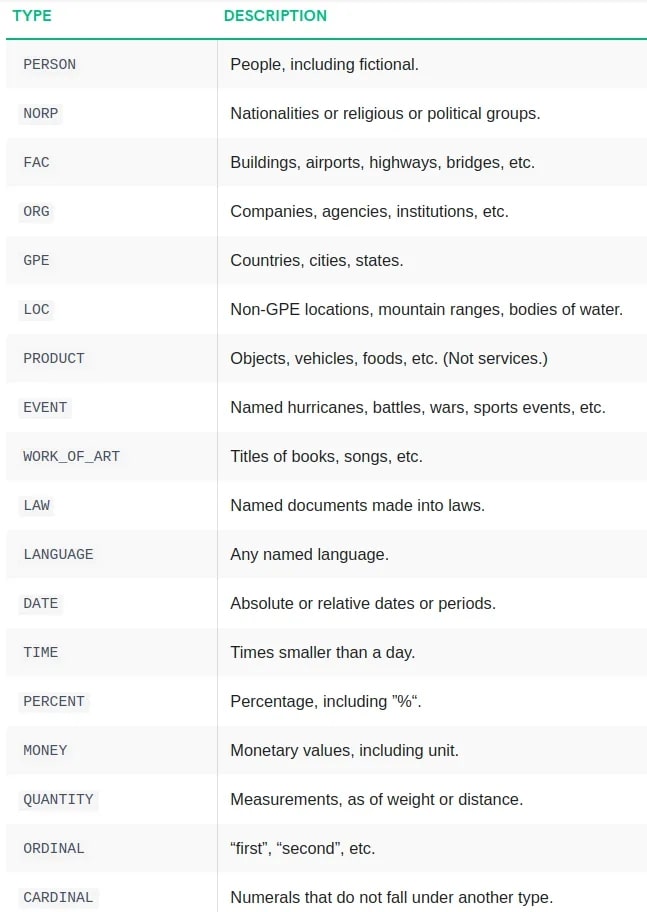 TYPE DESCRIPTION
PERSON People, including fictional.
NORP Nationalities or religious or political groups.
FAC Buildings, airports, highways, bridges, etc.
ORG Companies, agencies, institutions, etc.
GPE Countries, cities, states.
LOC Non-GPE locations, mountain ranges, bodies of water.
PRODUCT Objects, vehicles, foods, etc. (Not services.)
EVENT Named hurricanes, battles, wars, sports events, etc.
WORK_OF_ART Titles of books, songs, etc.
LAW Named documents made into laws.
LANGUAGE Any named language.
DATE Absolute or relative dates or periods.
TIME Times smaller than a day.
PERCENT Percentage, including ”%“.
MONEY Monetary values, including unit.
QUANTITY Measurements, as of weight or distance.
ORDINAL “first”, “second”, etc.
CARDINAL Numerals that do not fall under another type.